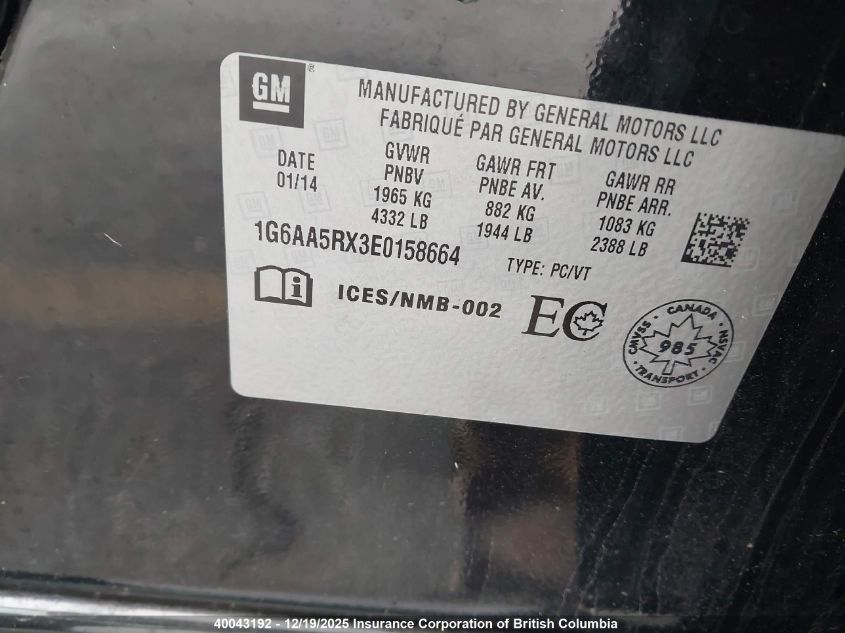 GM®
MANUFACTURED BY GENERAL MOTORS LLC
FABRIQUÉ PAR GENERAL MOTORS LLC
DATE
01/14
GVWR
PNBV
1965 KG
4332 LB
GAWR FRT
PNBE AV.
882 KG
1944 LB
GAWR RR
PNBE ARR.
1083 KG
2388 LB
1G6AA5RX3E0158664
TYPE: PC/VT
ICES/NMB-002
EC
CMVSS · CANADA · NSVAC · TRANSPORT ·
985
40043192 - 12/19/2025 Insurance Corporation of British Columbia